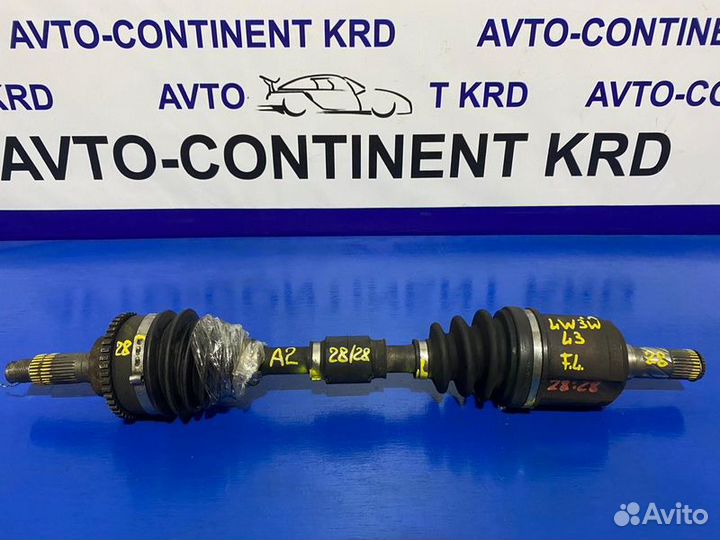 AVTO-CONTINENT KRD
AVTO-CONTINEN
KRD
AVTO
T KRD
AVTO-CO
AVTO-CONTINENT KRD
28
A2
28/28
LW3W
L3
F.L.
28:28
28
Avito